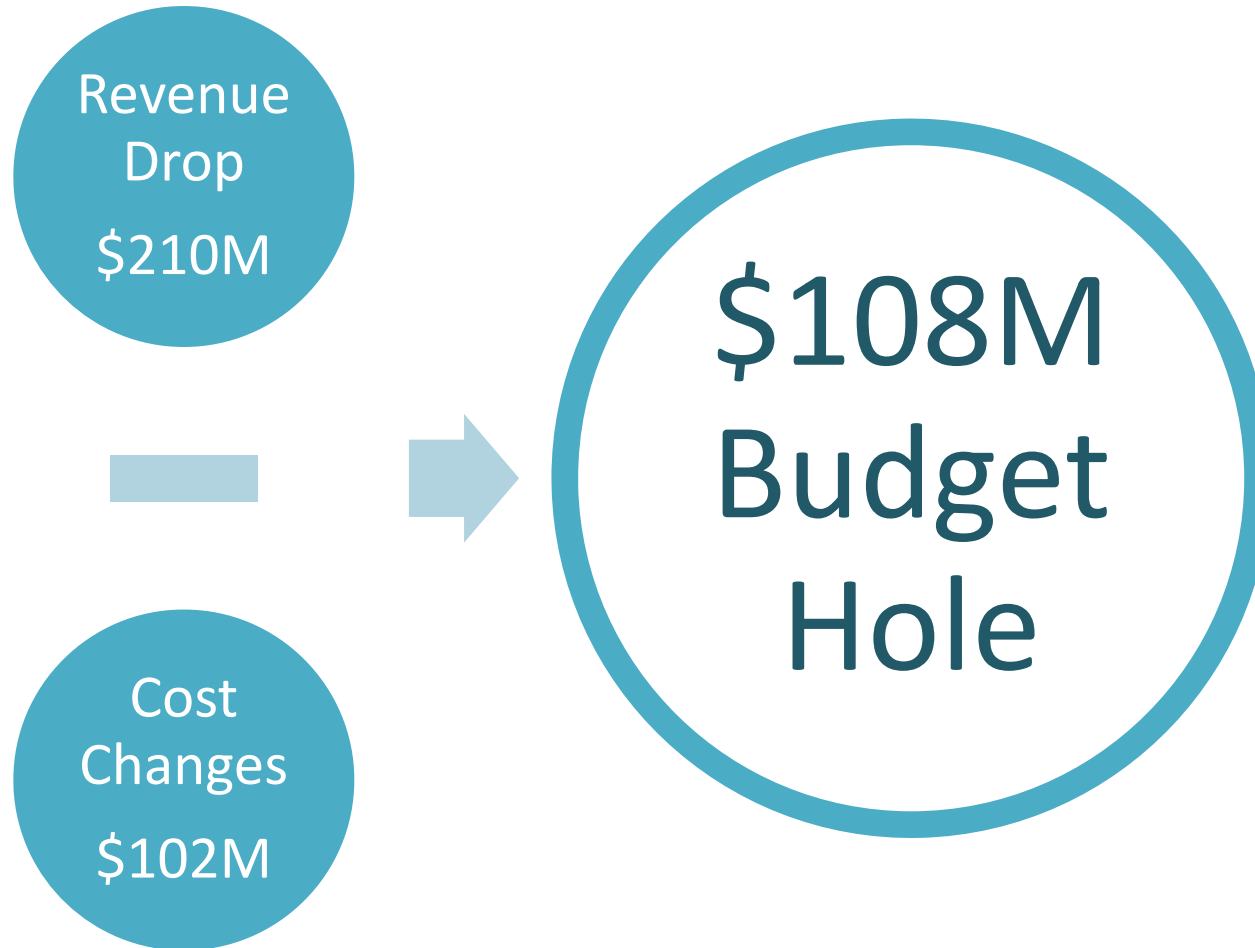 Revenue
Drop
$210M
$108M
Budget
Hole
Cost
Changes
$102M